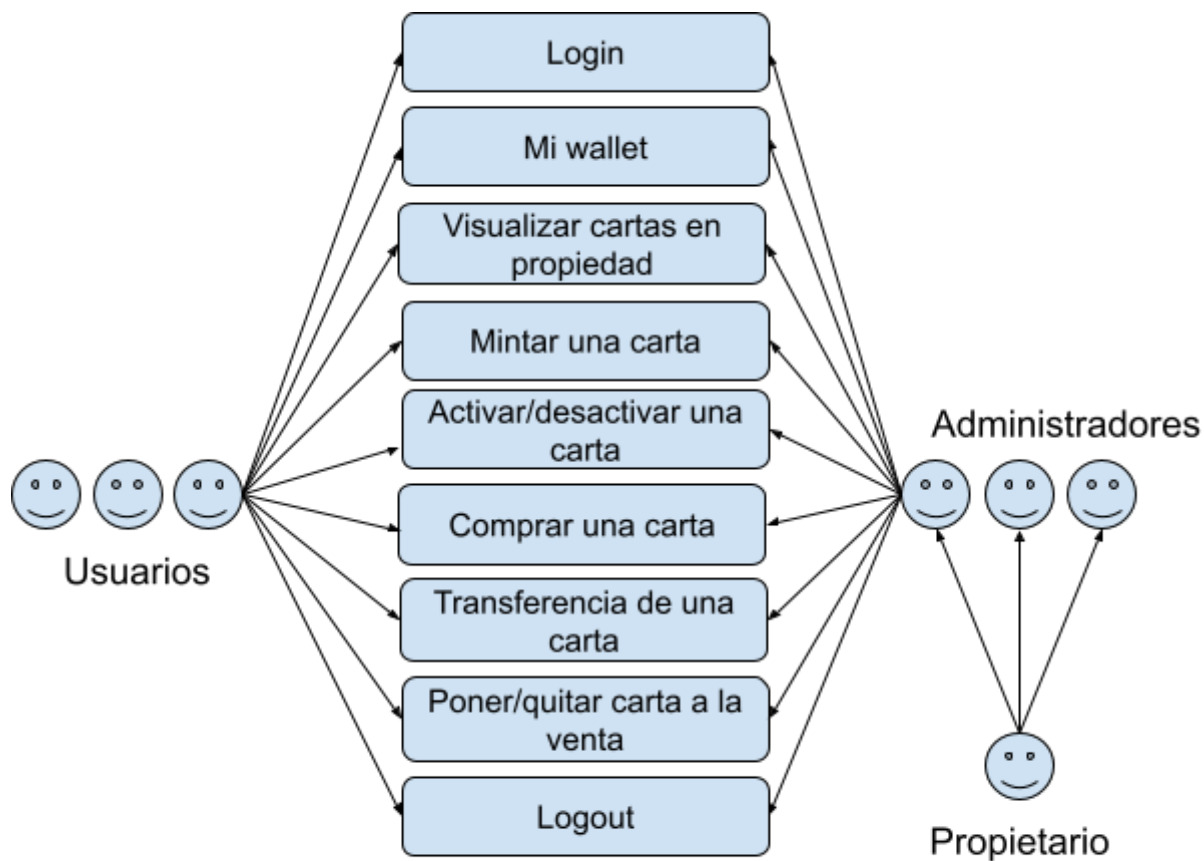 Login
Mi wallet
Visualizar cartas en
propiedad
Mintar una carta
Activar/desactivar una
carta
Comprar una carta
Transferencia de una
carta
Poner/quitar carta a la
venta
Logout
Usuarios
Administradores
Propietario